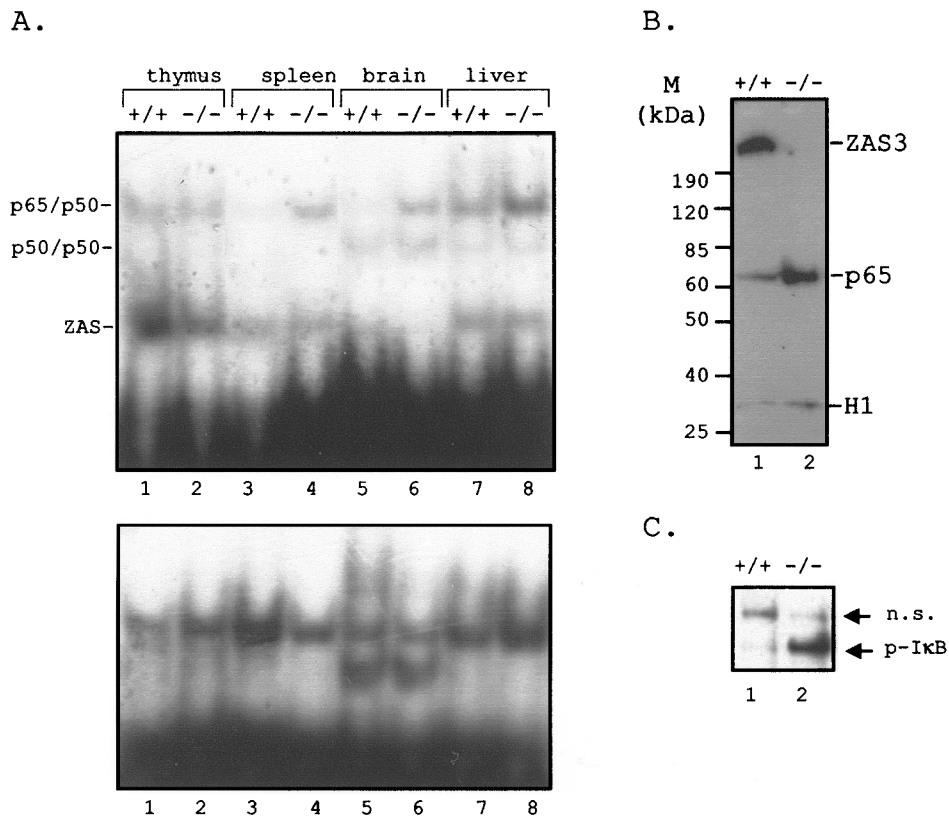 A.
thymus spleen brain liver
+/+ -/- +/+ -/- +/+ -/- +/+ -/-
p65/p50-
p50/p50-
ZAS-
1 2 3 4 5 6 7 8
1 2 3 4 5 6 7 8
B.
M +/+ -/-
(kDa)
-ZAS3
190
120
85
-p65
60
50
40
-H1
25
1 2
C.
+/+ -/-
n.s.
p-IκB
1 2